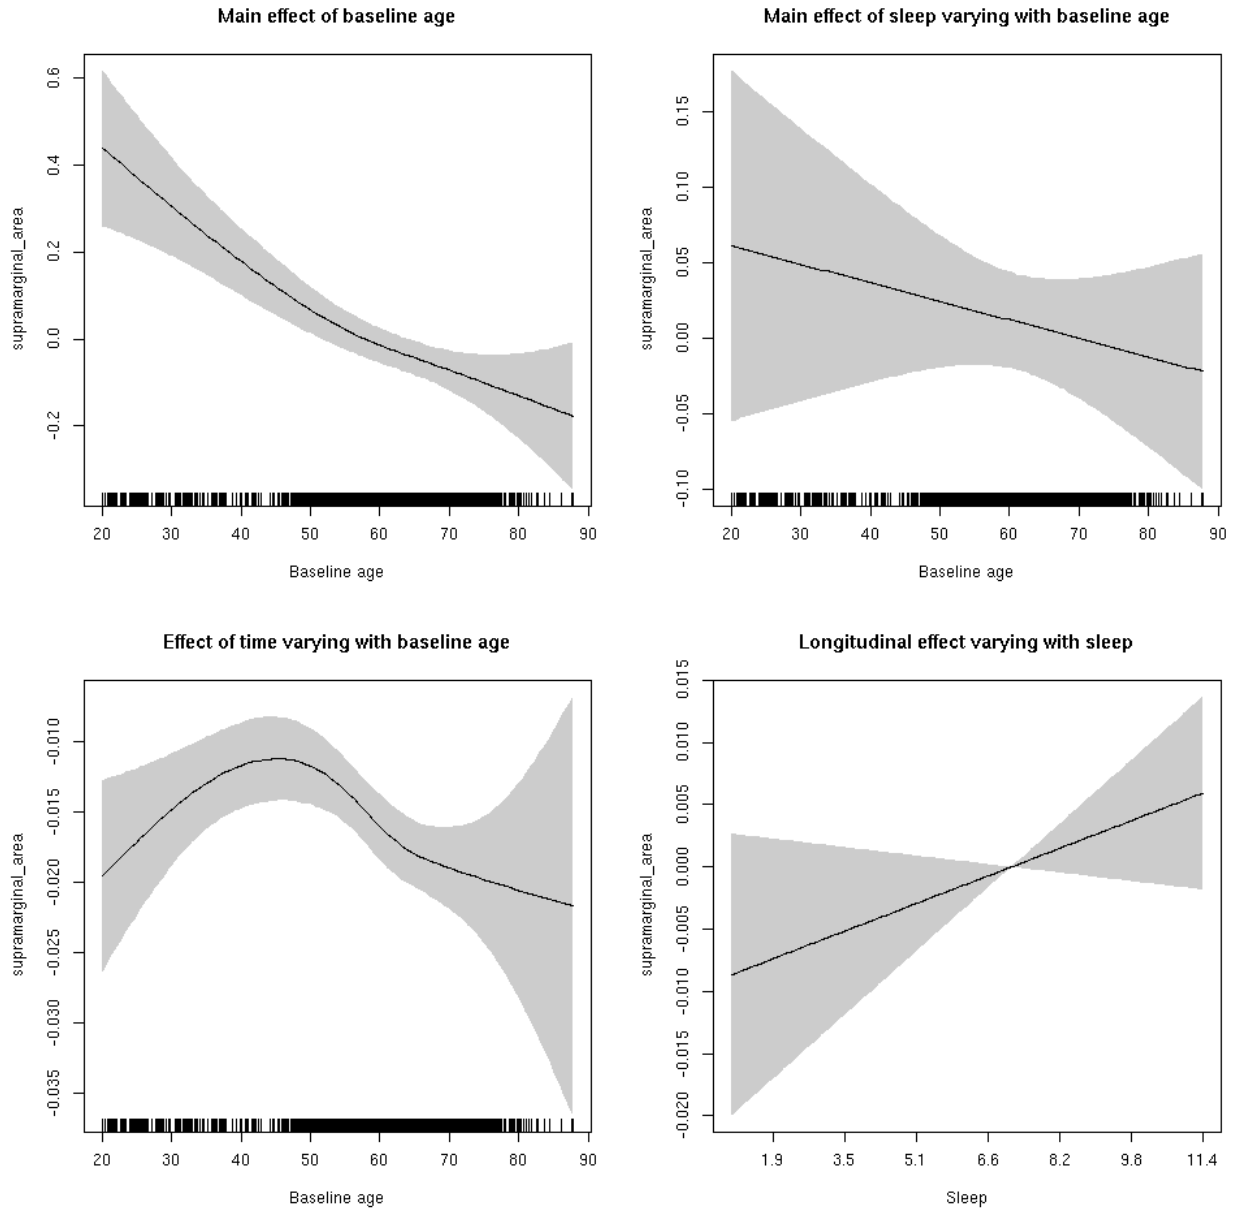 Main effect of baseline age
supramarginal_area
0.6
0.4
0.2
0.0
-0.2
20 30 40 50 60 70 80 90
Baseline age
Main effect of sleep varying with baseline age
supramarginal_area
0.15
0.10
0.05
0.00
-0.05
-0.10
20 30 40 50 60 70 80 90
Baseline age
Effect of time varying with baseline age
supramarginal_area
-0.010
-0.015
-0.020
-0.025
-0.030
-0.035
20 30 40 50 60 70 80 90
Baseline age
Longitudinal effect varying with sleep
supramarginal_area
0.015
0.010
0.005
0.000
-0.005
-0.010
-0.015
-0.020
1.9 3.5 5.1 6.6 8.2 9.8 11.4
Sleep